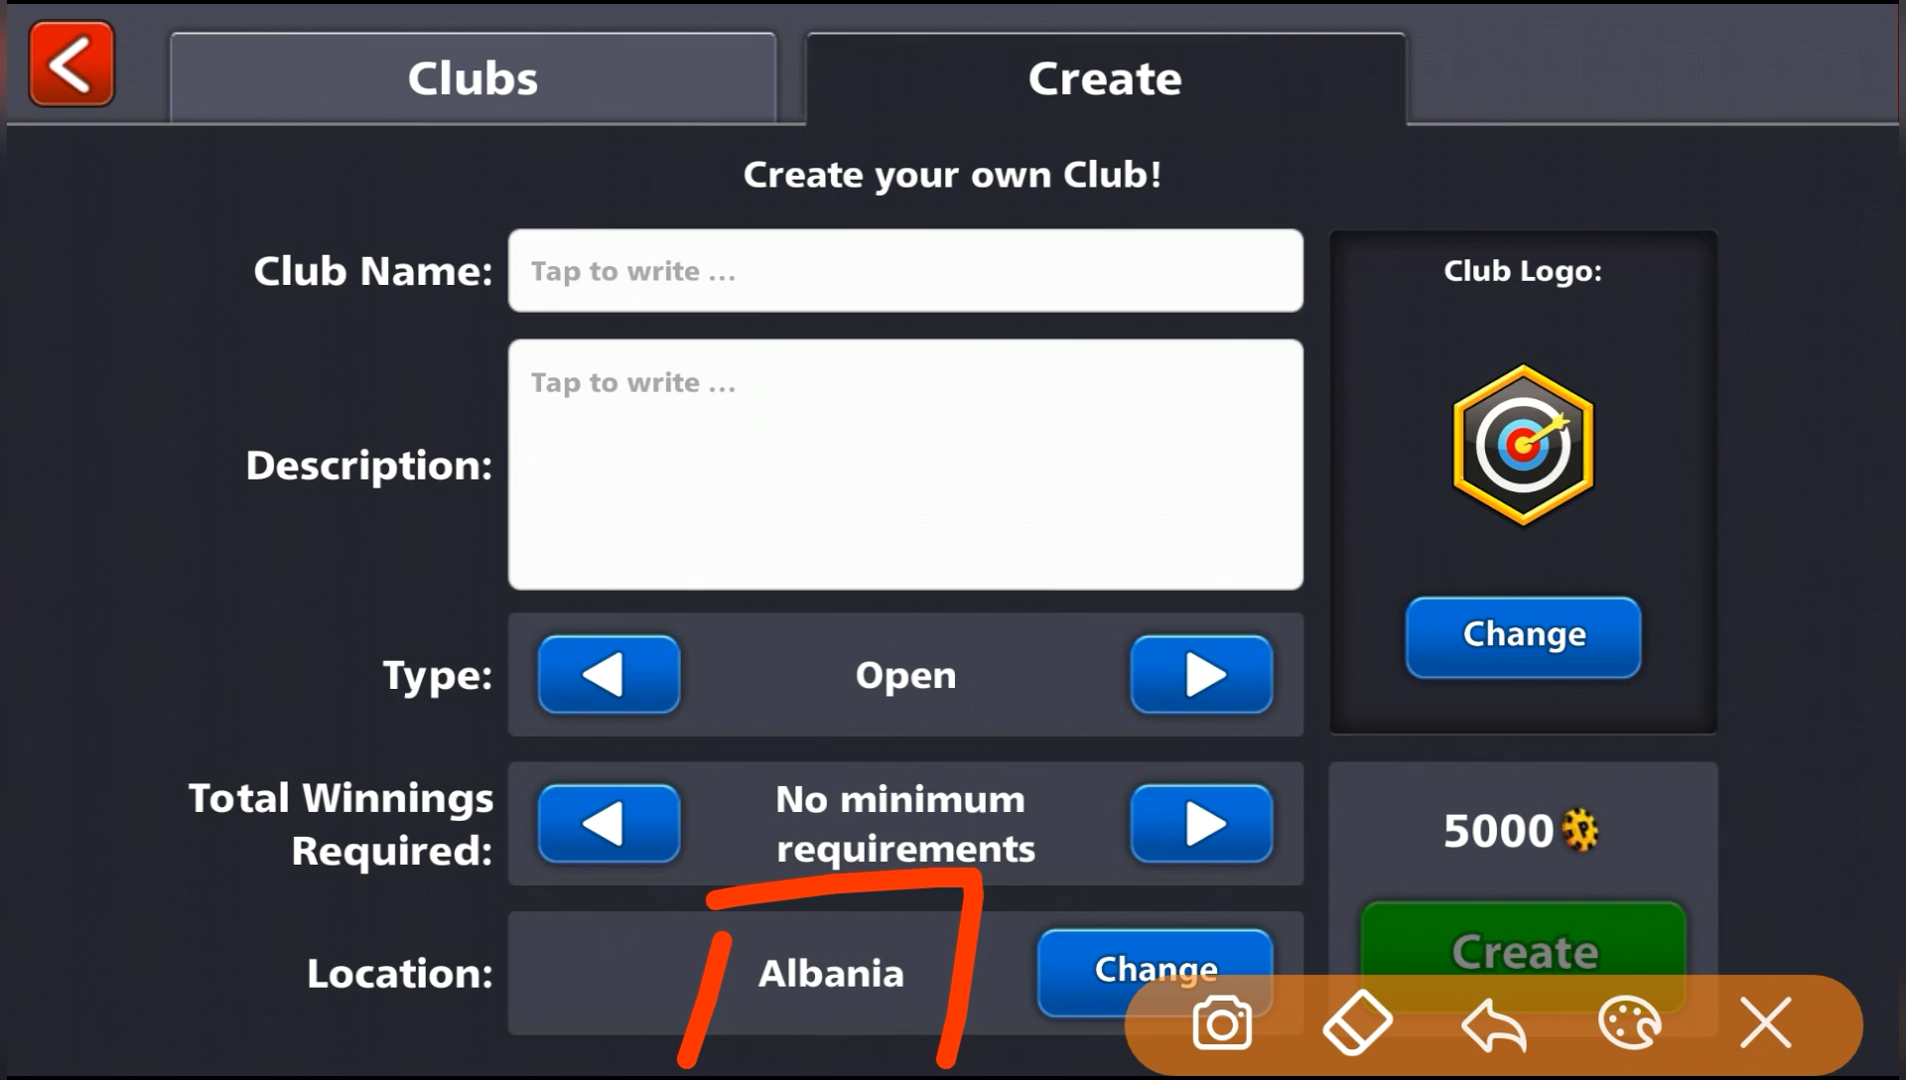 Clubs
Create
Create your own Club!
Club Name:
Tap to write ...
Club Logo:
Description:
Tap to write ...
Change
Type:
Open
Total Winnings
Required:
No minimum
requirements
5000
Location:
Albania
Change
Create